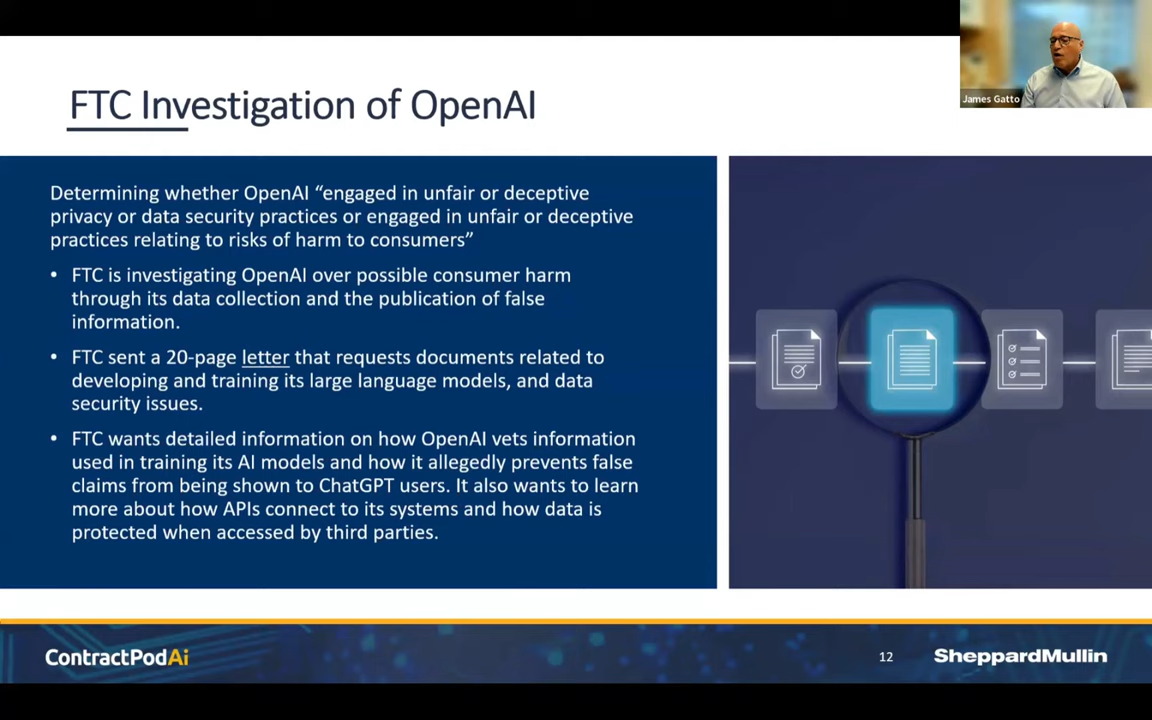 James Gatto
FTC Investigation of OpenAI
Determining whether OpenAI “engaged in unfair or deceptive
privacy or data security practices or engaged in unfair or deceptive
practices relating to risks of harm to consumers”
• FTC is investigating OpenAI over possible consumer harm
through its data collection and the publication of false
information.
• FTC sent a 20-page letter that requests documents related to
developing and training its large language models, and data
security issues.
• FTC wants detailed information on how OpenAI vets information
used in training its AI models and how it allegedly prevents false
claims from being shown to ChatGPT users. It also wants to learn
more about how APIs connect to its systems and how data is
protected when accessed by third parties.
ContractPodAi
12
SheppardMullin